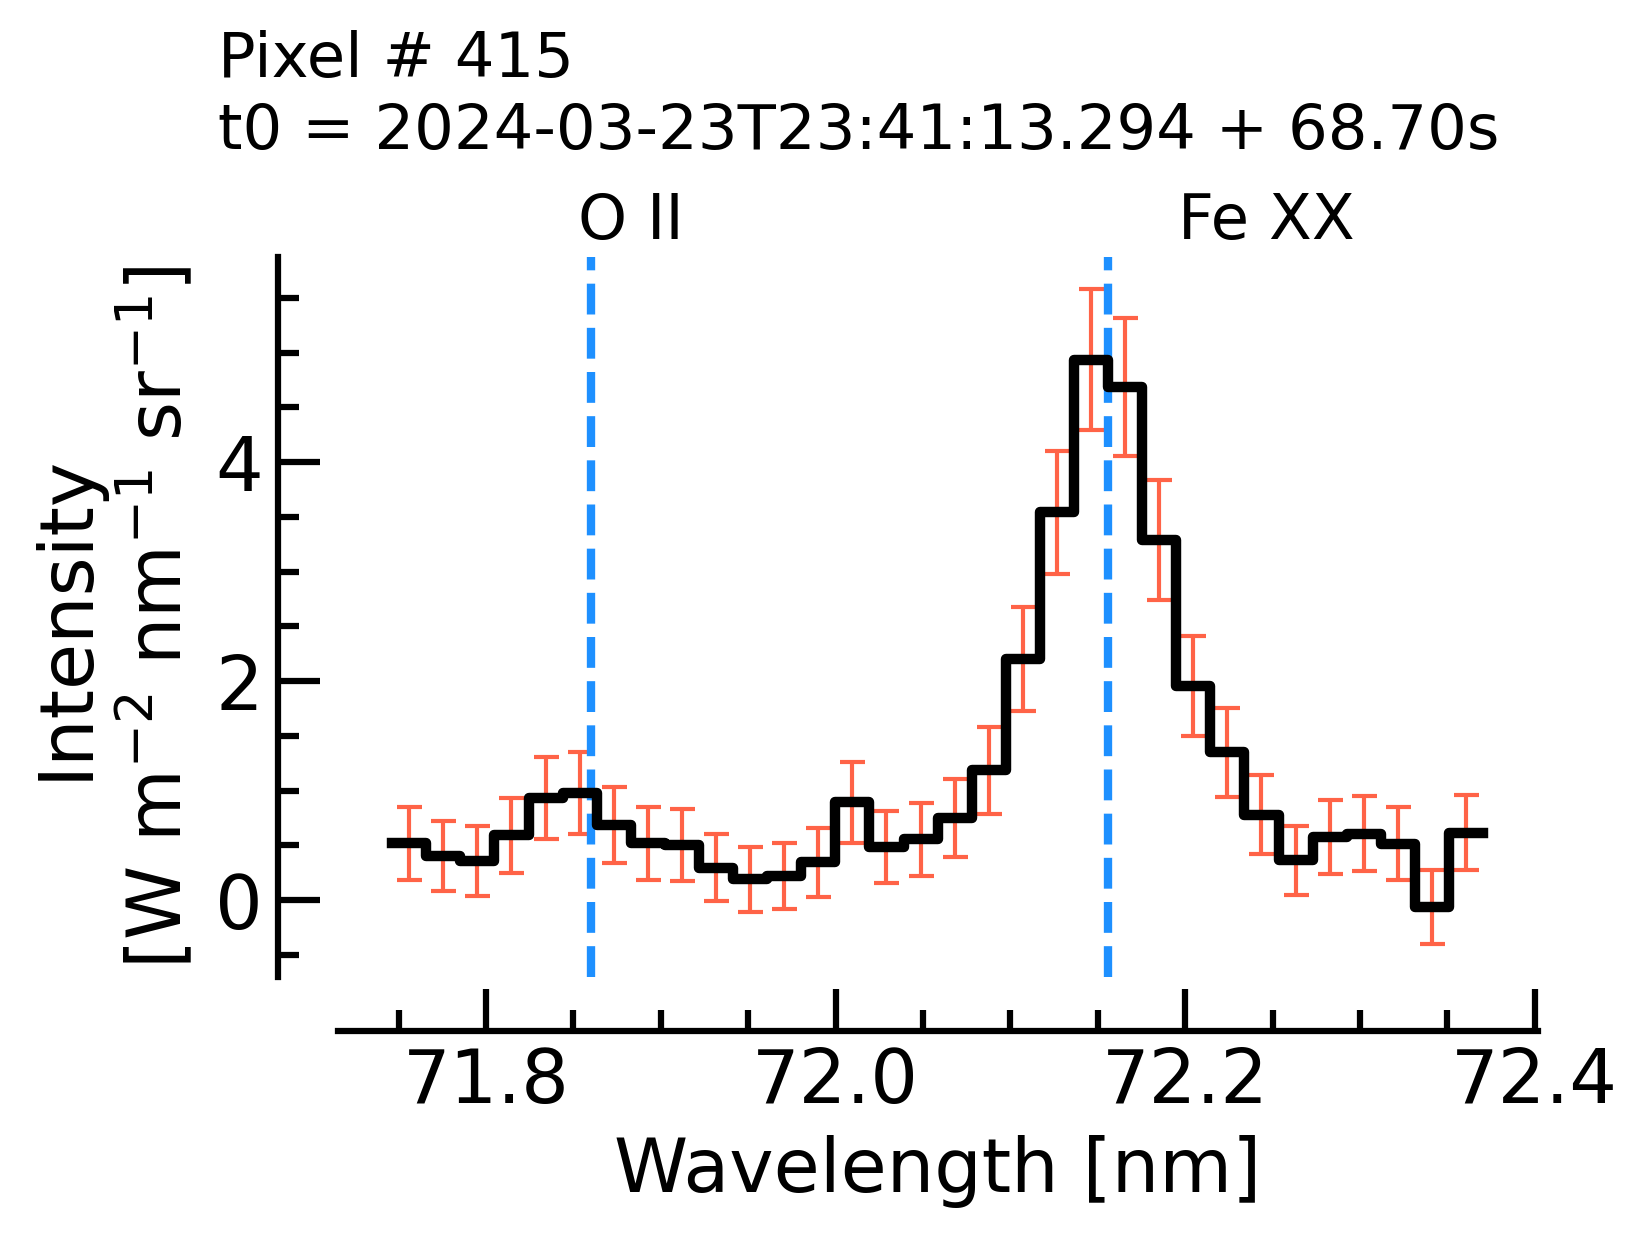 Pixel # 415
t0 = 2024-03-23T23:41:13.294 + 68.70s
O II
Fe XX
Intensity
[W m⁻² nm⁻¹ sr⁻¹]
4
2
0
71.8
72.0
72.2
72.4
Wavelength [nm]